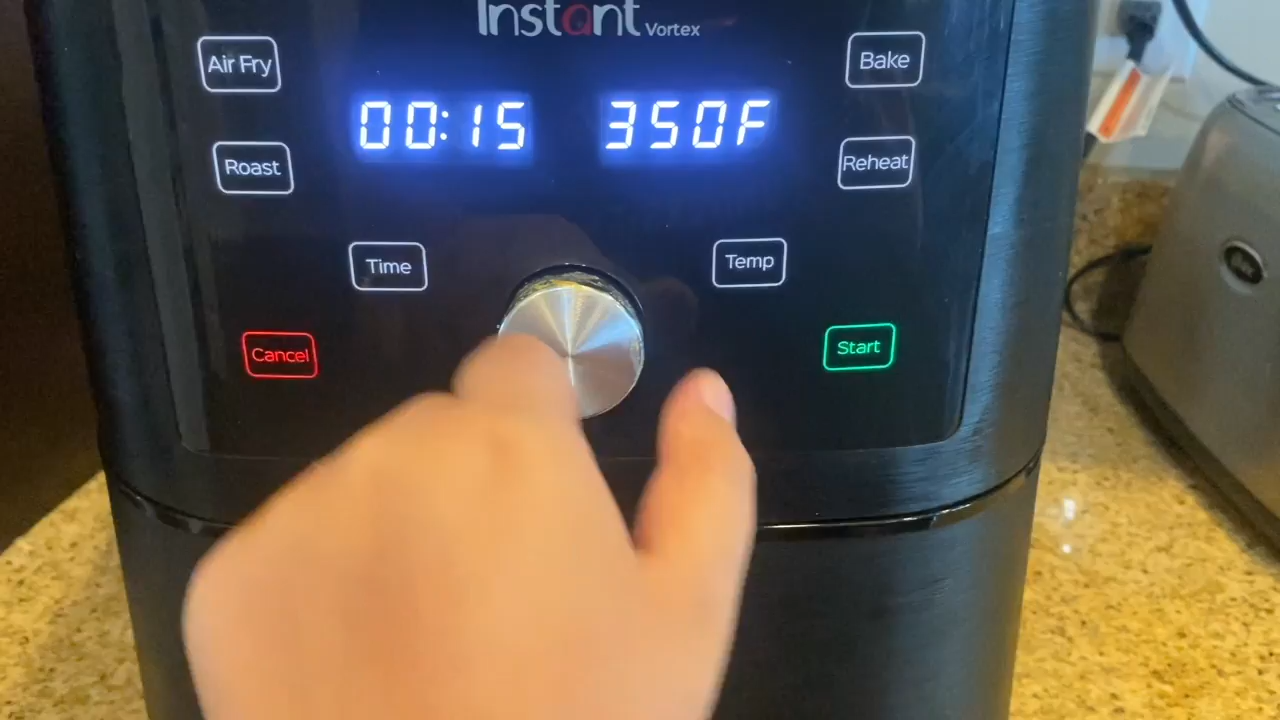 Instant Vortex
Air Fry
Bake
00:15
350F
Roast
Reheat
Time
Temp
Cancel
Start